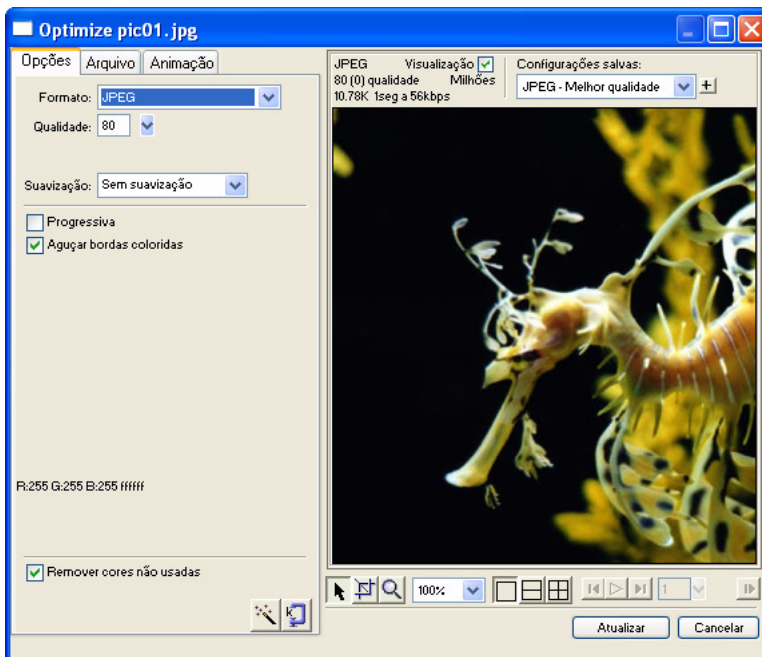 Optimize pic01.jpg
Opções Arquivo Animação
Formato: JPEG
Qualidade: 80
Suavização: Sem suavização
Progressiva
Aguçar bordas coloridas
R:255 G:255 B:255 ffffff
Remover cores não usadas
JPEG Visualização
80 (0) qualidade Milhões
10.78K 1seg a 56kbps
Configurações salvas:
JPEG - Melhor qualidade
100%
1
Atualizar Cancelar